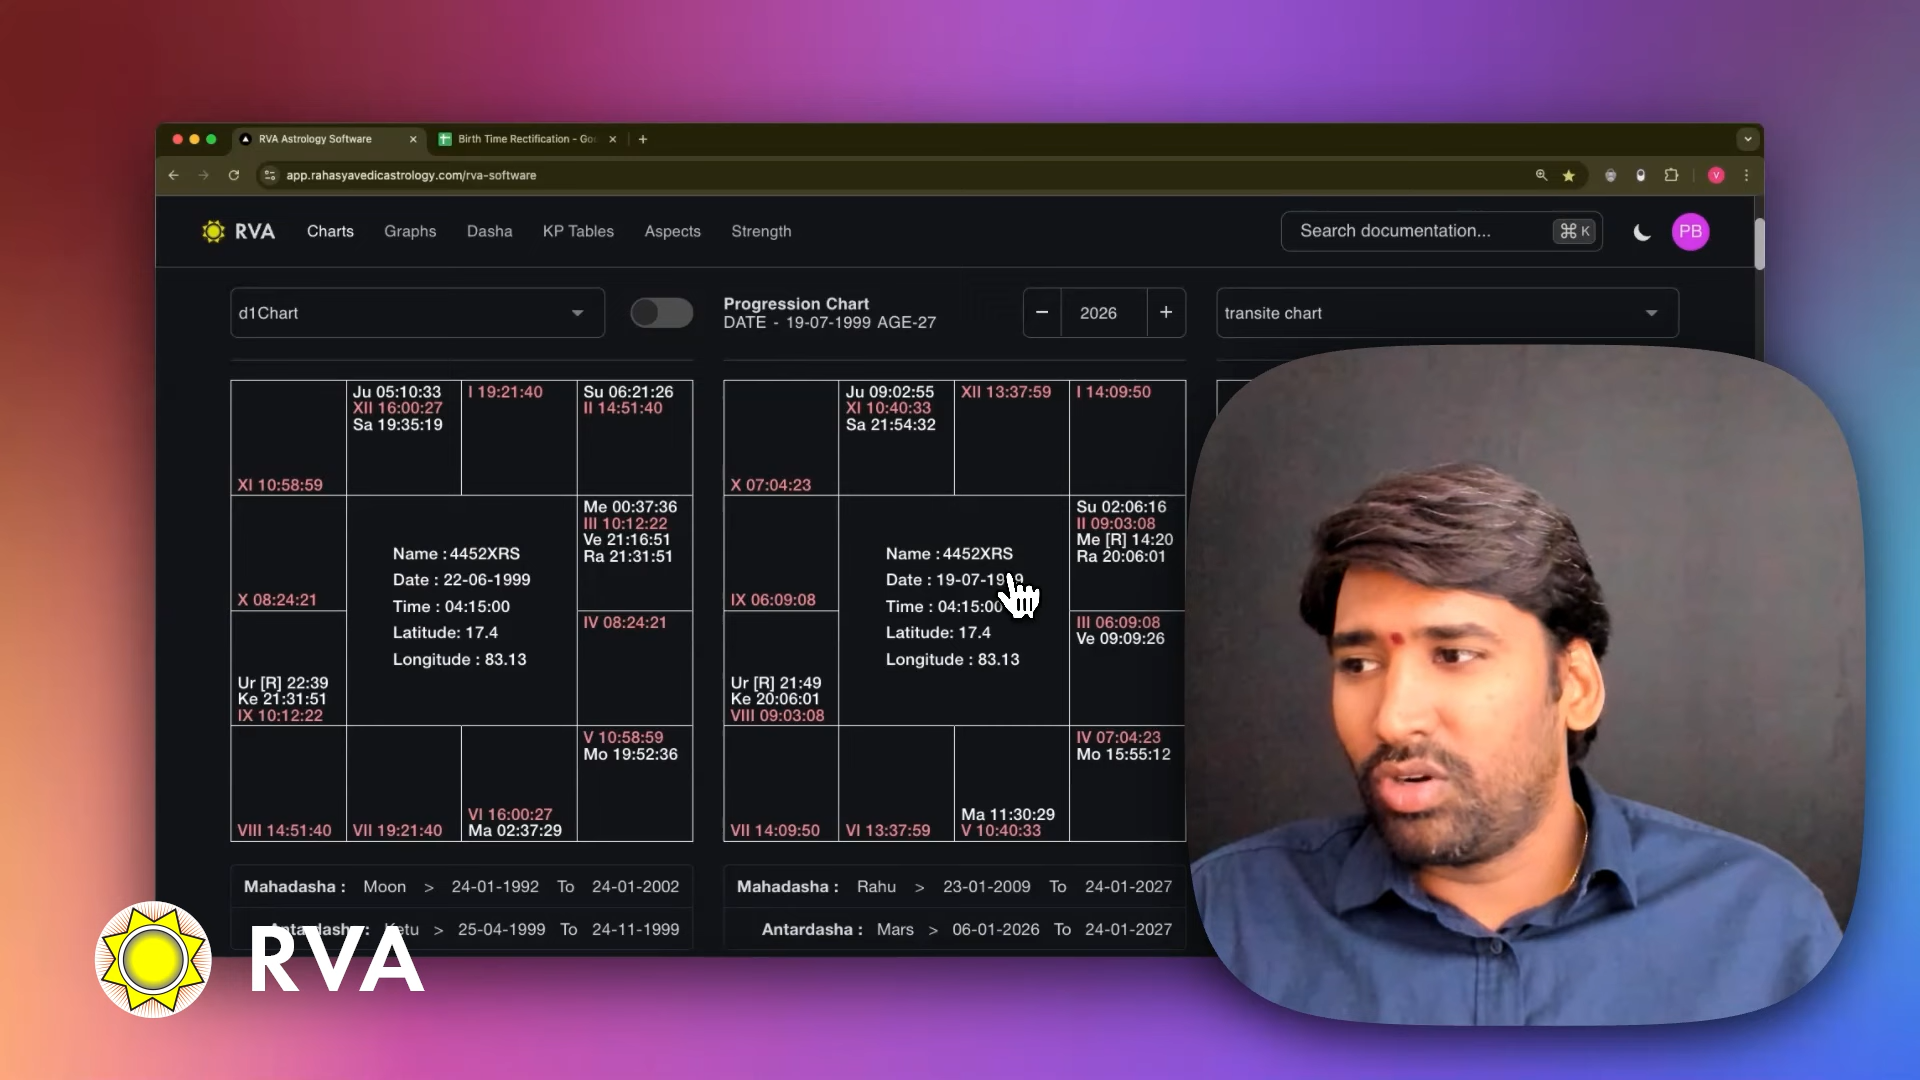 RVA Astrology Software
Birth Time Rectification - Go
app.rahasyavedicastrology.com/rva-software
RVA
Charts
Graphs
Dasha
KP Tables
Aspects
Strength
Search documentation...
⌘ K
PB
V
d1Chart
Progression Chart
DATE - 19-07-1999 AGE-27
2026
transite chart
Ju 05:10:33
XII 16:00:27
Sa 19:35:19
I 19:21:40
Su 06:21:26
II 14:51:40
XI 10:58:59
Me 00:37:36
III 10:12:22
Ve 21:16:51
Ra 21:31:51
X 08:24:21
Name : 4452XRS
Date : 22-06-1999
Time : 04:15:00
Latitude: 17.4
Longitude : 83.13
IV 08:24:21
Ur [R] 22:39
Ke 21:31:51
IX 10:12:22
V 10:58:59
Mo 19:52:36
VIII 14:51:40
VII 19:21:40
VI 16:00:27
Ma 02:37:29
Ju 09:02:55
XI 10:40:33
Sa 21:54:32
XII 13:37:59
I 14:09:50
X 07:04:23
Su 02:06:16
II 09:03:08
Me [R] 14:20
Ra 20:06:01
IX 06:09:08
Name : 4452XRS
Date : 19-07-1999
Time : 04:15:00
Latitude: 17.4
Longitude : 83.13
III 06:09:08
Ve 09:09:26
Ur [R] 21:49
Ke 20:06:01
VIII 09:03:08
IV 07:04:23
Mo 15:55:12
VII 14:09:50
VI 13:37:59
Ma 11:30:29
V 10:40:33
Mahadasha : Moon > 24-01-1992 To 24-01-2002
Antardasha : Ketu > 25-04-1999 To 24-11-1999
Mahadasha : Rahu > 23-01-2009 To 24-01-2027
Antardasha : Mars > 06-01-2026 To 24-01-2027
RVA